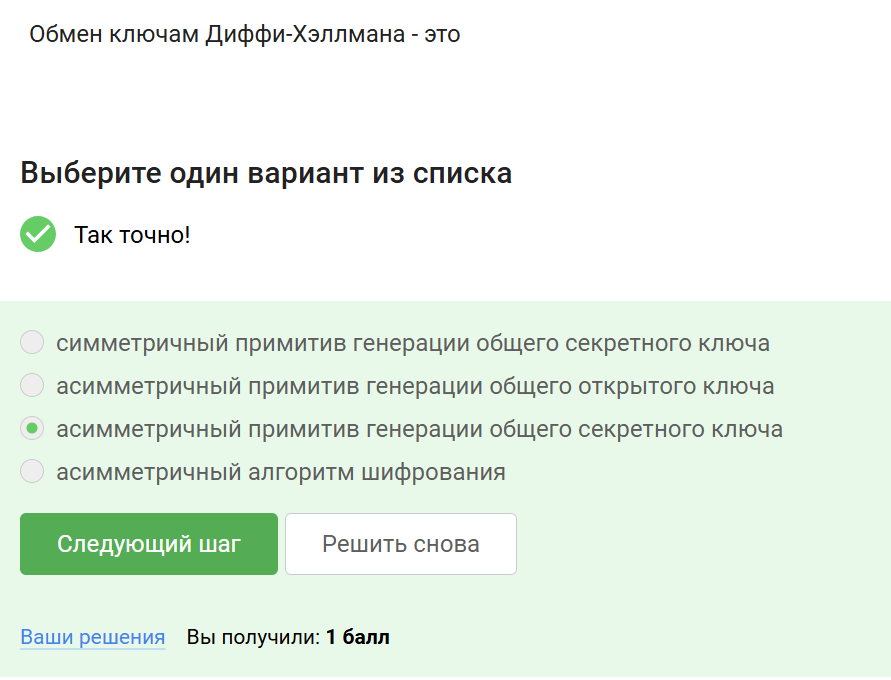 Обмен ключам Диффи-Хэллмана - это
Выберите один вариант из списка
Так точно!
симметричный примитив генерации общего секретного ключа
асимметричный примитив генерации общего открытого ключа
асимметричный примитив генерации общего секретного ключа
асимметричный алгоритм шифрования
Следующий шаг Решить снова
Ваши решения Вы получили: 1 балл